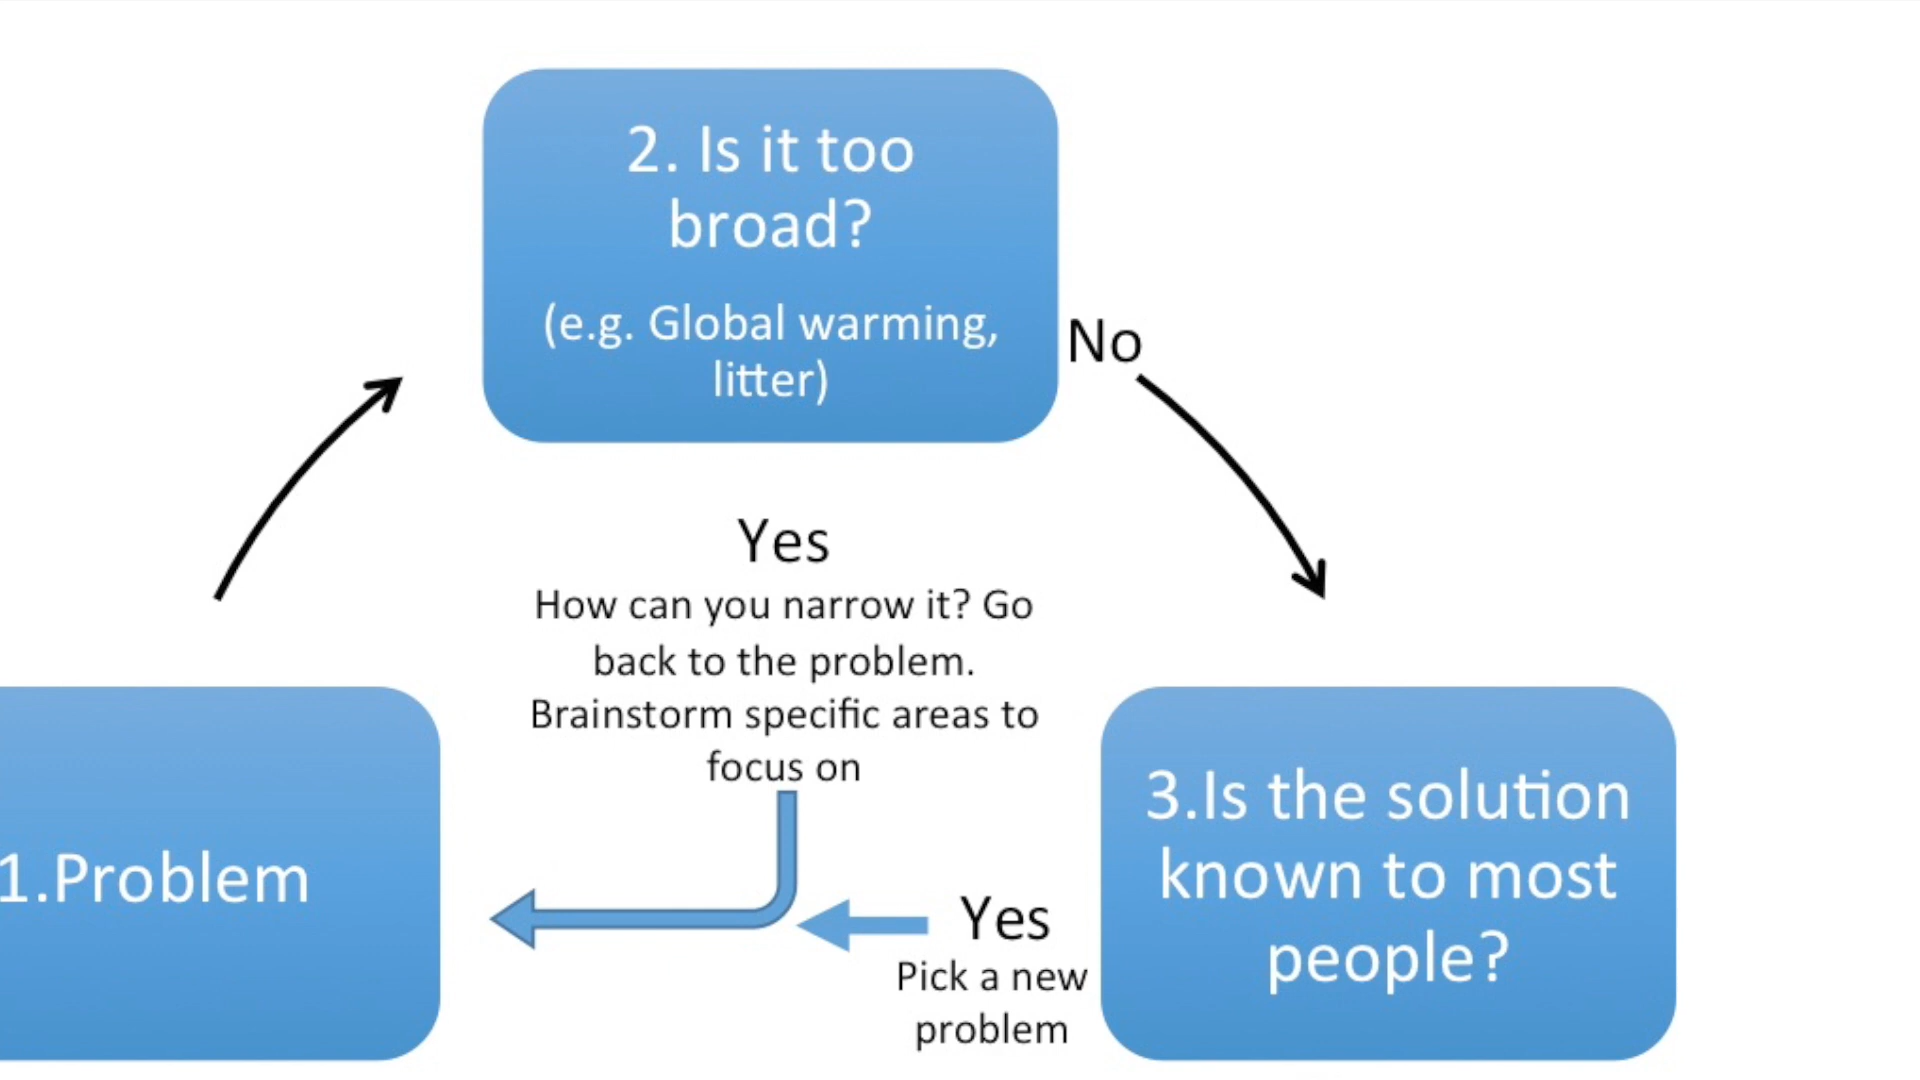 2. Is it too
broad?
(e.g. Global warming,
litter)
No
Yes
How can you narrow it? Go
back to the problem.
Brainstorm specific areas to
focus on
1.Problem
Yes
Pick a new
problem
3.Is the solution
known to most
people?